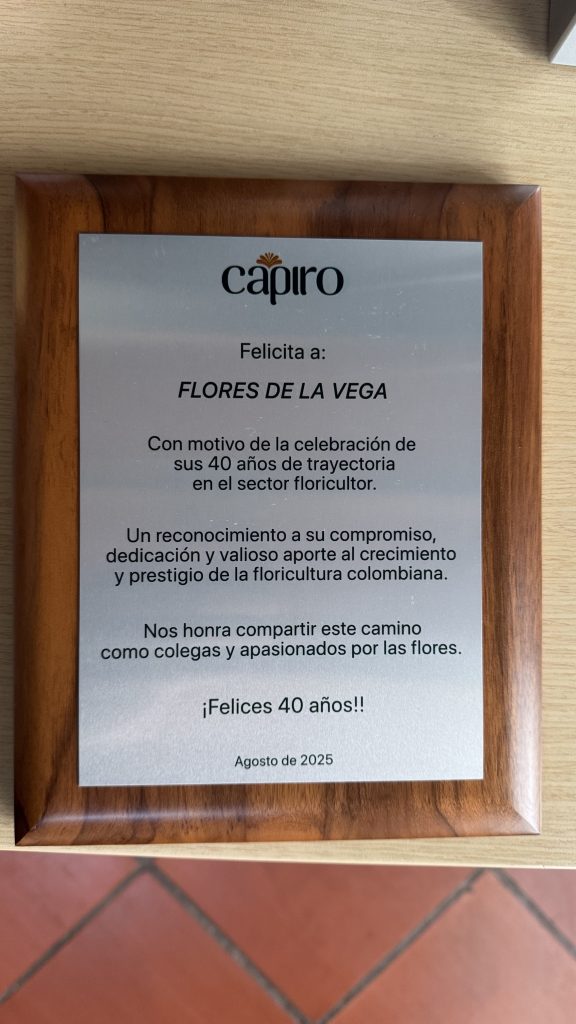 capiro
Felicita a:
FLORES DE LA VEGA
Con motivo de la celebración de
sus 40 años de trayectoria
en el sector floricultor.
Un reconocimiento a su compromiso,
dedicación y valioso aporte al crecimiento
y prestigio de la floricultura colombiana.
Nos honra compartir este camino
como colegas y apasionados por las flores.
¡Felices 40 años!!
Agosto de 2025